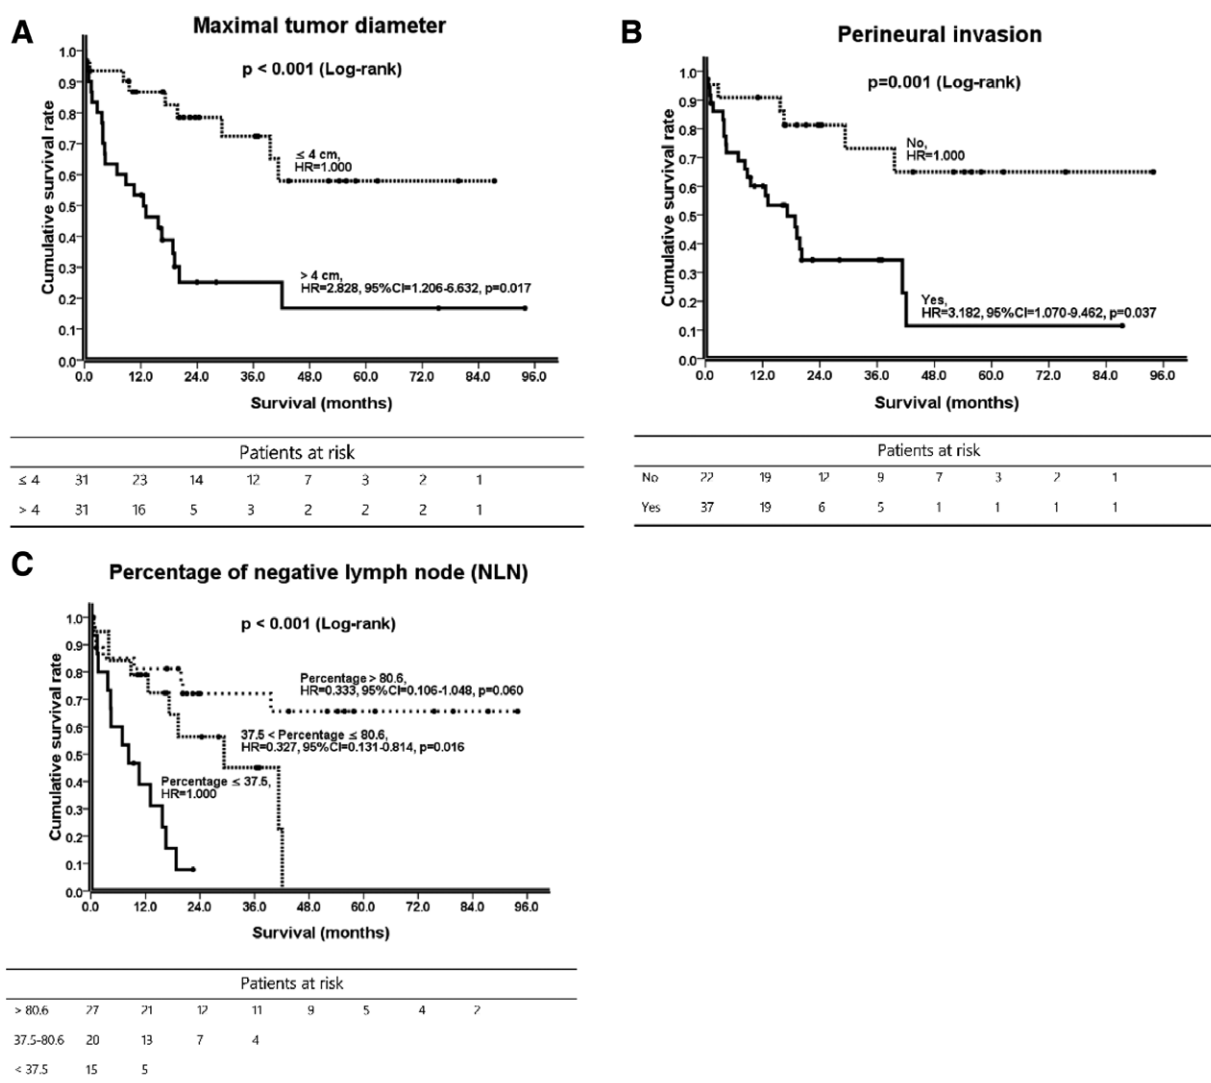 A
Maximal tumor diameter
p < 0.001 (Log-rank)
Cumulative survival rate
1.0
0.9
0.8
0.7
0.6
0.5
0.4
0.3
0.2
0.1
0.0
≤ 4 cm,
HR=1.000
> 4 cm,
HR=2.828, 95%CI=1.206-6.632, p=0.017
0.0 12.0 24.0 36.0 48.0 60.0 72.0 84.0 96.0
Survival (months)
Patients at risk
≤ 4 31 23 14 12 7 3 2 1
> 4 31 16 5 3 2 2 2 1
B
Perineural invasion
p=0.001 (Log-rank)
Cumulative survival rate
1.0
0.9
0.8
0.7
0.6
0.5
0.4
0.3
0.2
0.1
0.0
No,
HR=1.000
Yes,
HR=3.182, 95%CI=1.070-9.462, p=0.037
0.0 12.0 24.0 36.0 48.0 60.0 72.0 84.0 96.0
Survival (months)
Patients at risk
No 22 19 12 9 7 3 2 1
Yes 37 19 6 5 1 1 1 1
C
Percentage of negative lymph node (NLN)
p < 0.001 (Log-rank)
Cumulative survival rate
1.0
0.9
0.8
0.7
0.6
0.5
0.4
0.3
0.2
0.1
0.0
Percentage > 80.6,
HR=0.333, 95%CI=0.106-1.048, p=0.060
37.5 < Percentage ≤ 80.6,
HR=0.327, 95%CI=0.131-0.814, p=0.016
Percentage ≤ 37.5,
HR=1.000
0.0 12.0 24.0 36.0 48.0 60.0 72.0 84.0 96.0
Survival (months)
Patients at risk
> 80.6 27 21 12 11 9 5 4 2
37.5-80.6 20 13 7 4
< 37.5 15 5